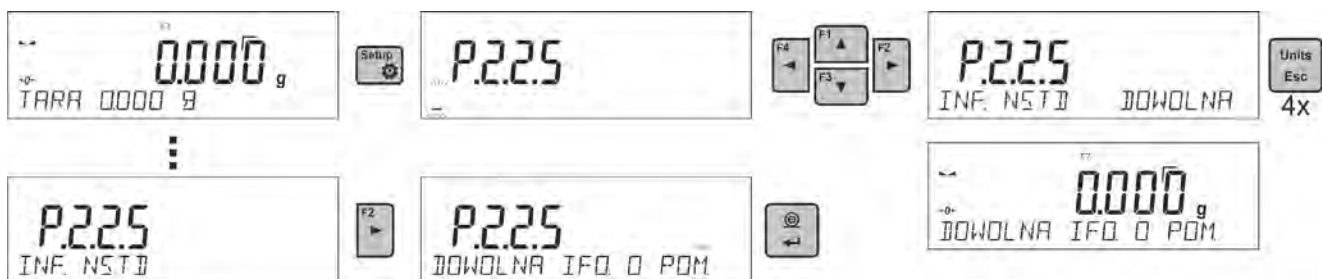 0.000 g
TARA 0.000 g
Setup
P.2.2.5
F1
F4
F2
F3
P.2.2.5
INF. NSTD DOWOLNA
Units
Esc
4x
P.2.2.5
INF. NSTD
F2
P.2.2.5
DOWOLNA IFO. O POM.
0.000 g
DOWOLNA IFO. O POM.